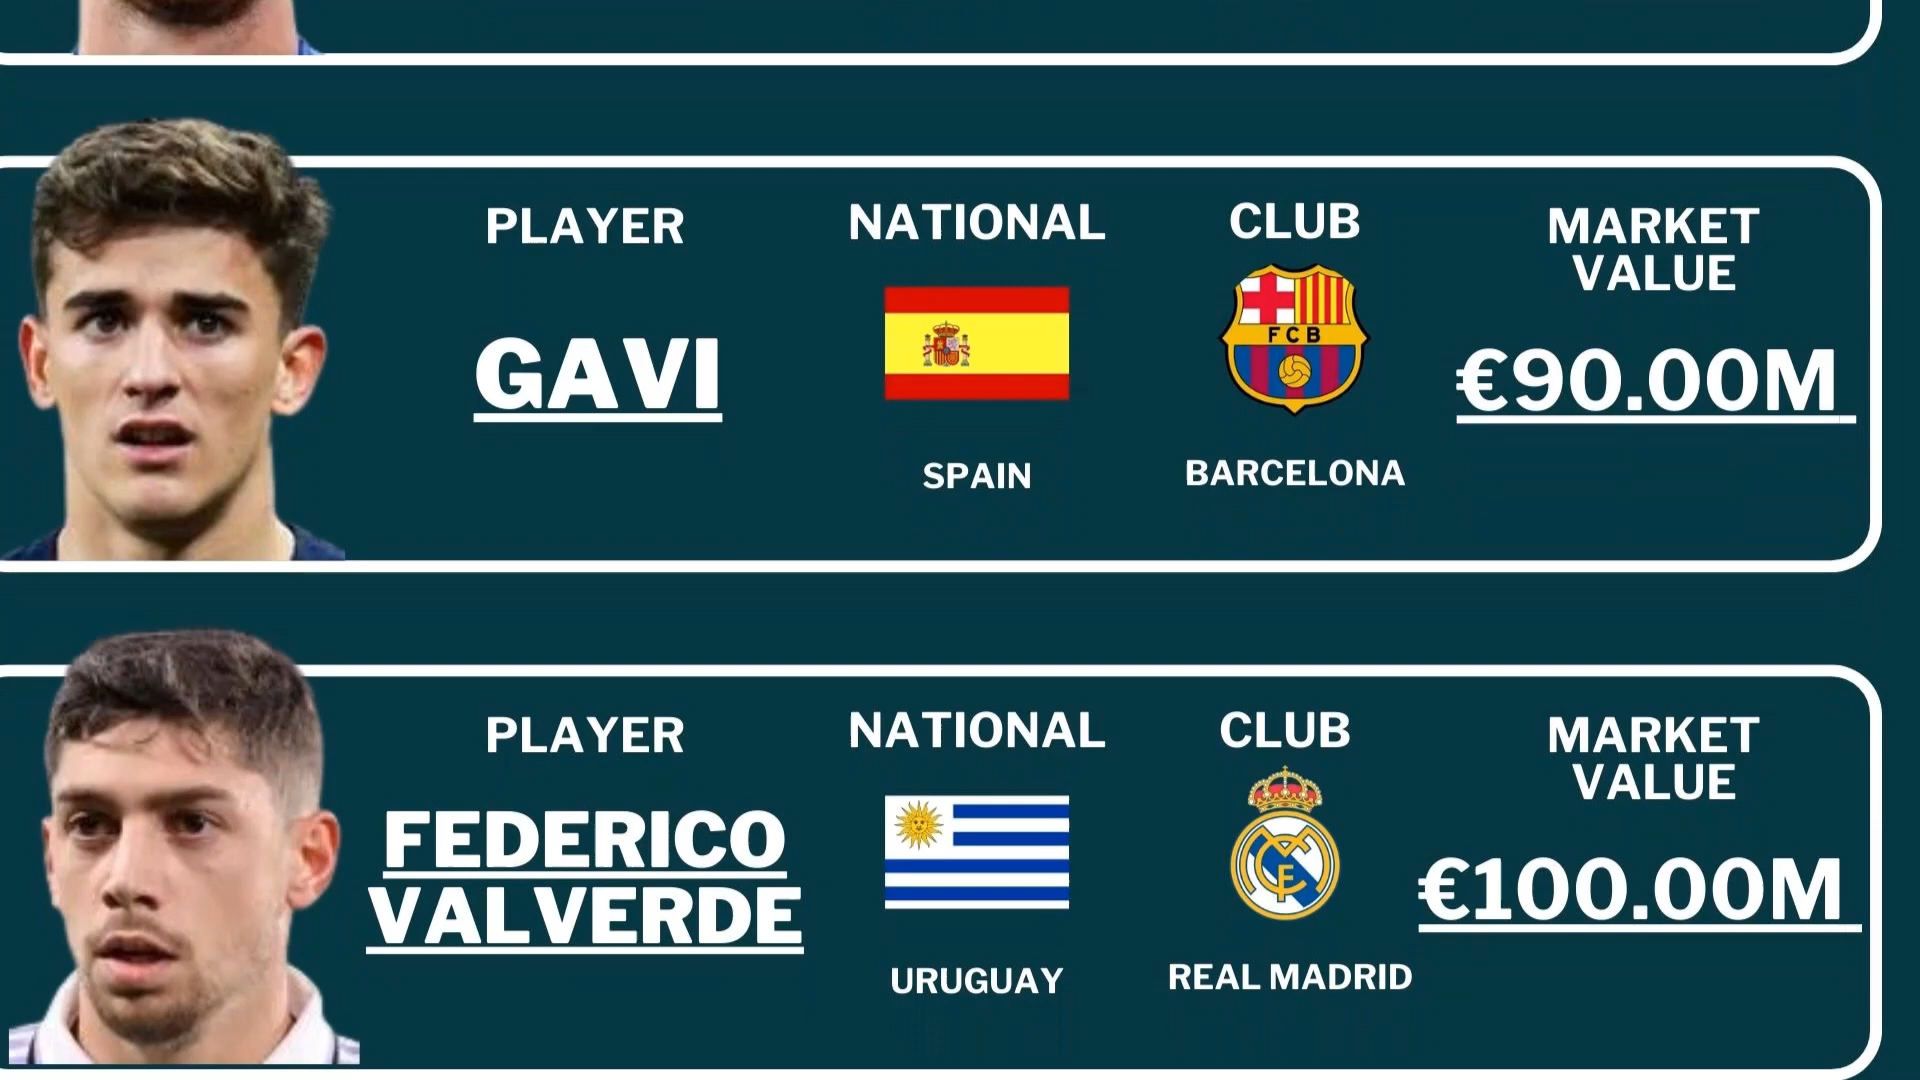 PLAYER
NATIONAL
CLUB
MARKET
VALUE
GAVI
FCB
€90.00M
SPAIN
BARCELONA
PLAYER
NATIONAL
CLUB
MARKET
VALUE
FEDERICO
VALVERDE
€100.00M
URUGUAY
REAL MADRID